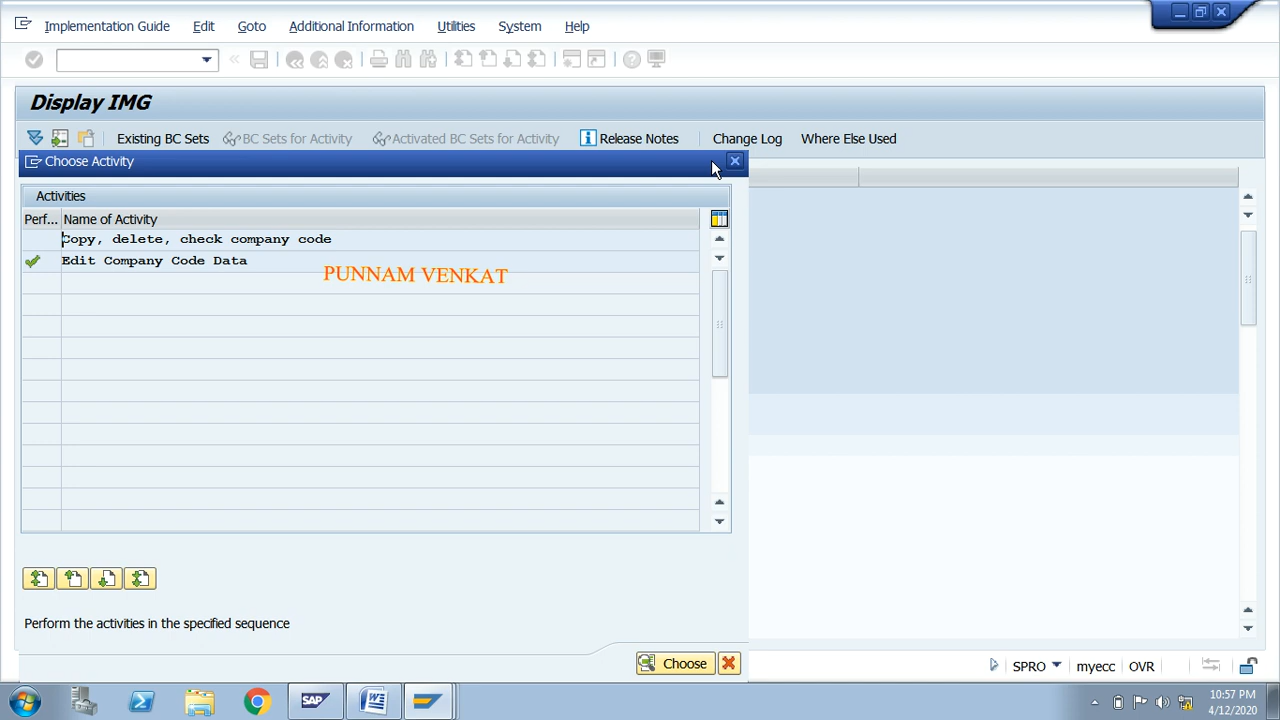 Implementation Guide Edit Goto Additional Information Utilities System Help
Display IMG
Existing BC Sets BC Sets for Activity Activated BC Sets for Activity Release Notes Change Log Where Else Used
Choose Activity
Activities
Perf... Name of Activity
Copy, delete, check company code
Edit Company Code Data
PUNNAM VENKAT
Perform the activities in the specified sequence
Choose
SPRO myecc OVR
SAP
10:57 PM
4/12/2020